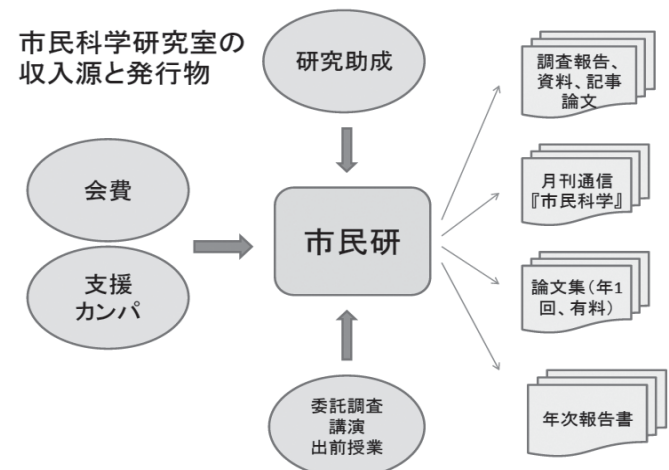 市民科学研究室の
収入源と発行物
研究助成
会費
支援
カンパ
市民研
委託調査
講演
出前授業
調査報告、
資料、記事
論文
月刊通信
『市民科学』
論文集(年1
回、有料)
年次報告書